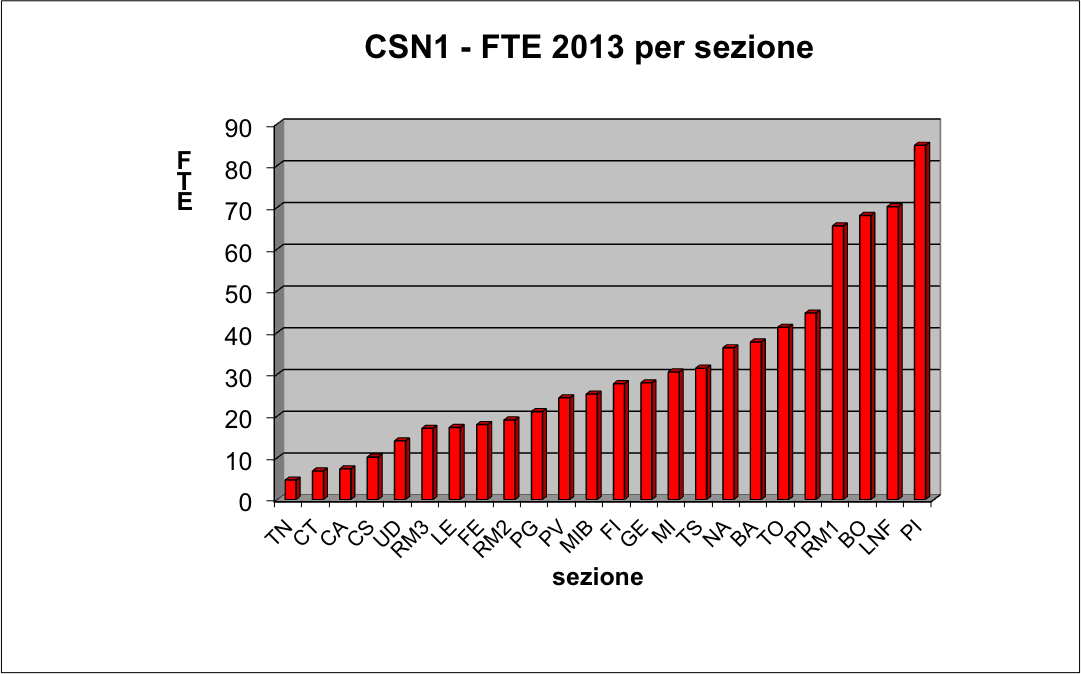 CSN1 - FTE 2013 per sezione
FTE
90
80
70
60
50
40
30
20
10
0
TN CT CA CS UD RM3 LE FE RM2 PG PV MIB FI GE MI TS NA BA TO PD RM1 BO LNF PI
sezione